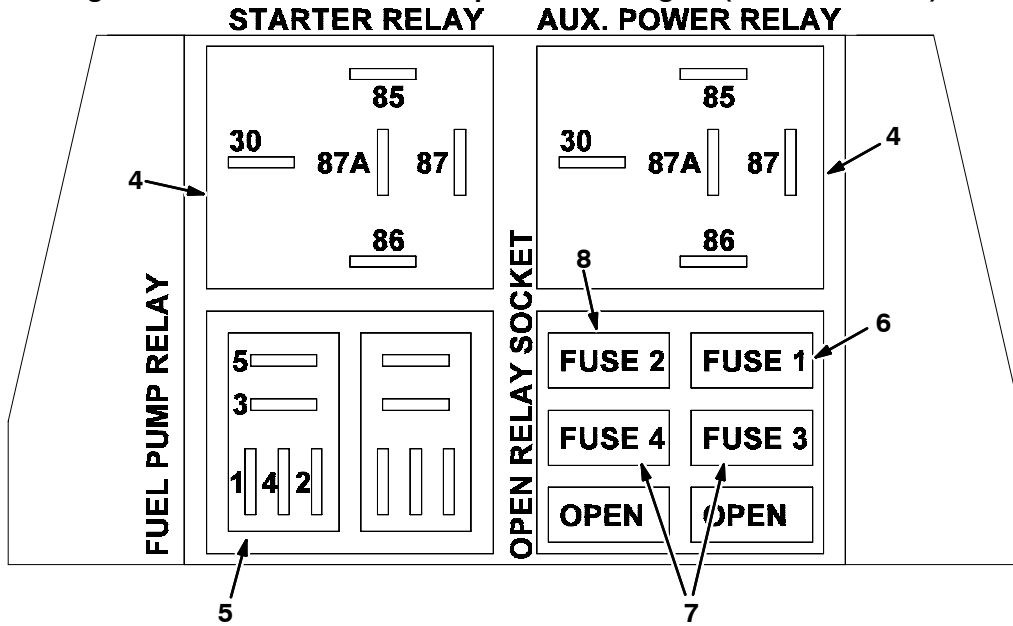 STARTER RELAY
AUX. POWER RELAY
85
30
87A
87
86
4
85
30
87A
87
86
4
FUEL PUMP RELAY
5
3
1 4 2
5
OPEN RELAY SOCKET
8
6
FUSE 2
FUSE 1
FUSE 4
FUSE 3
OPEN
OPEN
7